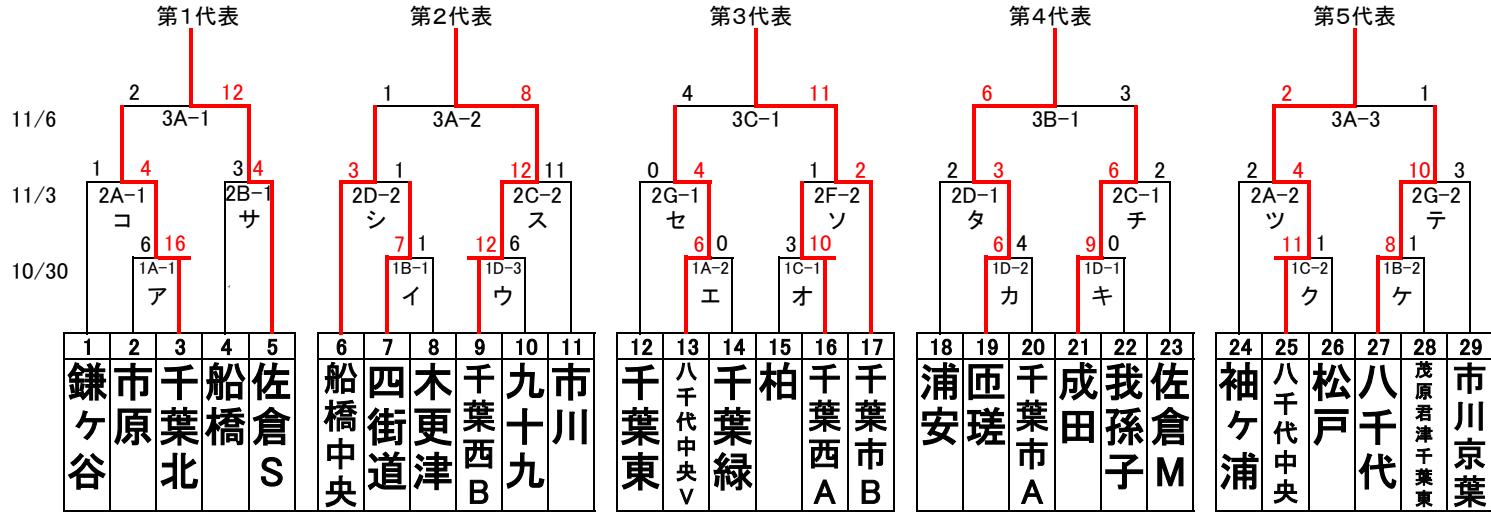 第1代表 第2代表 第3代表 第4代表 第5代表
2 12 1 8 4 11 6 3 2 1
11/6 3A-1 3A-2 3C-1 3B-1 3A-3
1 4 3 4 3 1 12 11 0 4 1 2 2 3 6 2 2 4 10 3
11/3 2A-1 2B-1 2D-2 2C-2 2G-1 2F-2 2D-1 2C-1 2A-2 2G-2
コ サ シ ス セ ソ タ チ ツ テ
6 16 7 1 12 6 6 0 3 10 6 4 9 0 11 1 8 1
10/30 1A-1 1B-1 1D-3 1A-2 1C-1 1D-2 1D-1 1C-2 1B-2
ア イ ウ エ オ カ キ ク ケ
1 2 3 4 5 6 7 8 9 10 11 12 13 14 15 16 17 18 19 20 21 22 23 24 25 26 27 28 29
鎌ヶ谷
市原
千葉北
船橋
佐倉S
船橋中央
四街道
木更津
千葉西B
九十九
市川
千葉東
八千代中央V
千葉緑
柏
千葉西A
千葉市B
浦安
匝瑳
千葉市A
成田
我孫子
佐倉M
袖ヶ浦
八千代中央
松戸
八千代
茂原君津千葉東
市川京葉